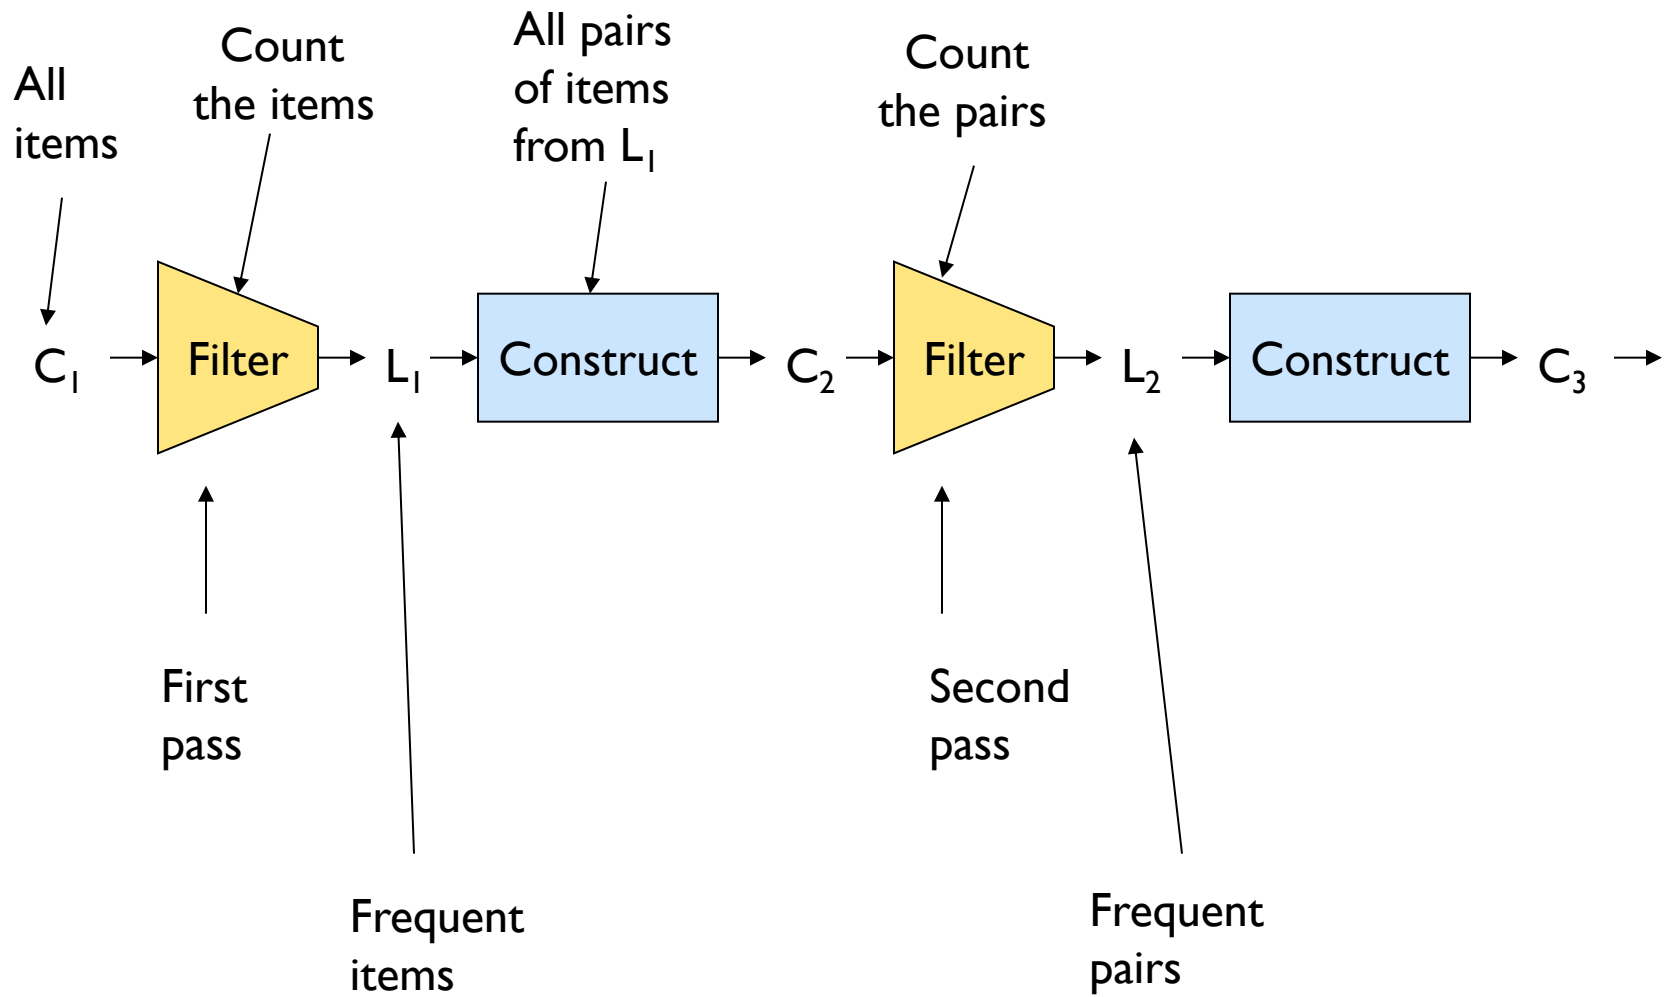 All
items
Count
the items
All pairs
of items
from L₁
Count
the pairs
C₁
Filter
L₁
Construct
C₂
Filter
L₂
Construct
C₃
First
pass
Second
pass
Frequent
items
Frequent
pairs